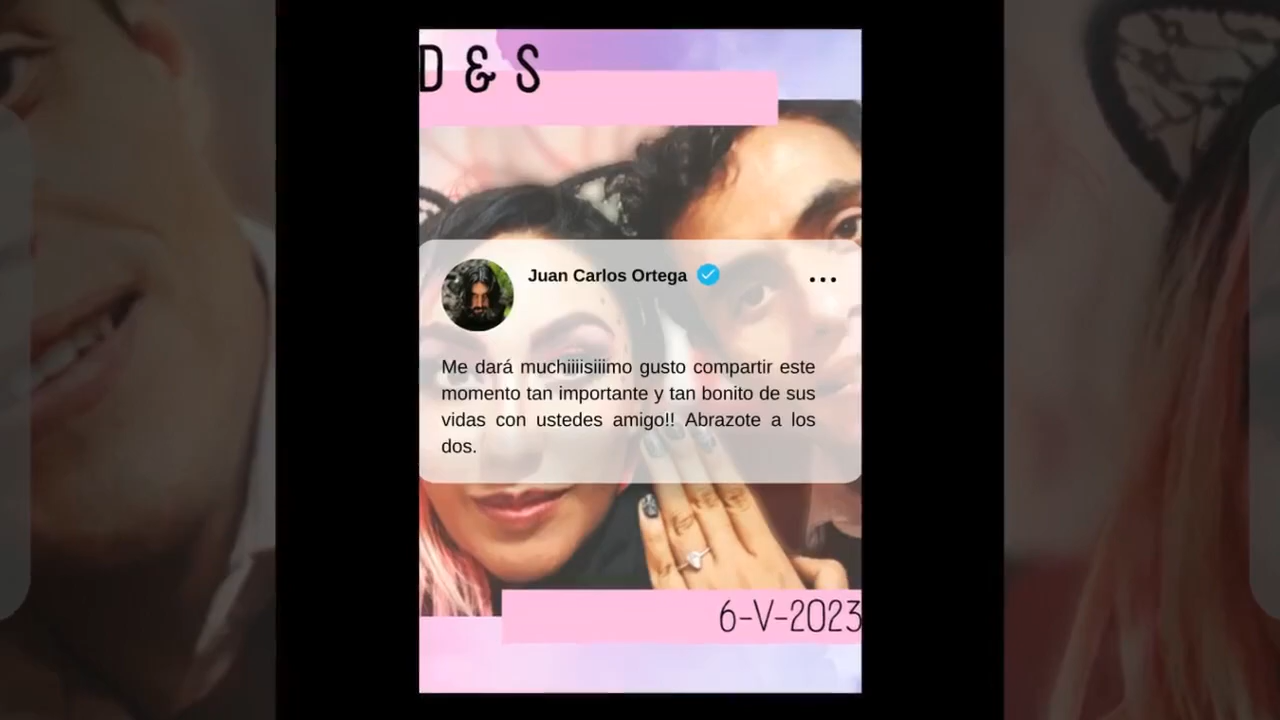 D & S
Juan Carlos Ortega
Me dará muchiiiisiiimo gusto compartir este
momento tan importante y tan bonito de sus
vidas con ustedes amigo!! Abrazote a los
dos.
6-V-2023